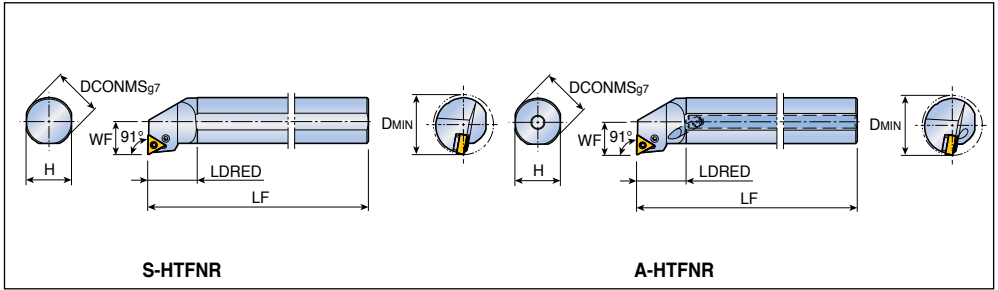 DCONMSg7
WF
91°
H
LDRED
LF
DMIN
S-HTFNR
DCONMSg7
WF
91°
H
LDRED
LF
DMIN
A-HTFNR